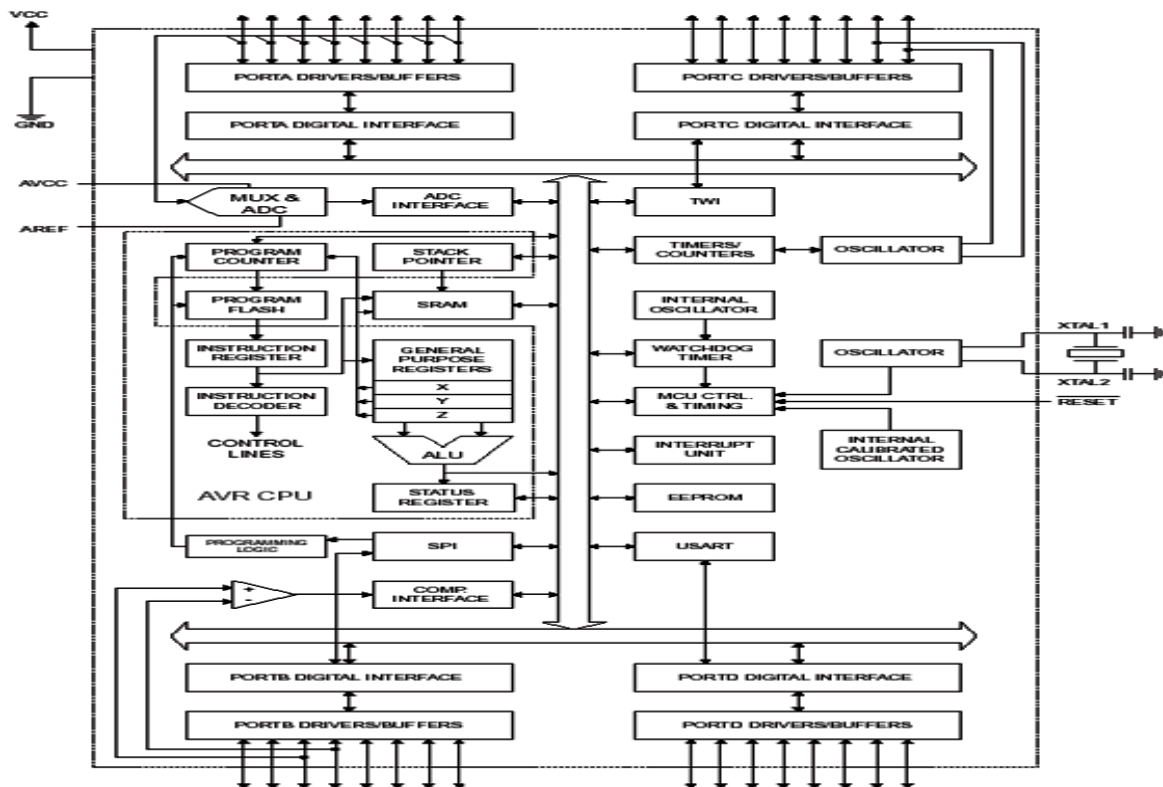 VCC
GND
PORTA DRIVERS/BUFFERS
PORTA DIGITAL INTERFACE
PORTC DRIVERS/BUFFERS
PORTC DIGITAL INTERFACE
AVCC
AREF
MUX &
ADC
ADC
INTERFACE
TWI
PROGRAM
COUNTER
STACK
POINTER
TIMERS/
COUNTERS
OSCILLATOR
PROGRAM
FLASH
SRAM
INTERNAL
OSCILLATOR
INSTRUCTION
REGISTER
GENERAL
PURPOSE
REGISTERS
X
Y
Z
WATCHDOG
TIMER
OSCILLATOR
XTAL1
XTAL2
INSTRUCTION
DECODER
MCU CTRL.
& TIMING
RESET
CONTROL
LINES
ALU
INTERRUPT
UNIT
INTERNAL
CALIBRATED
OSCILLATOR
AVR CPU
STATUS
REGISTER
EEPROM
PROGRAMMING
LOGIC
SPI
USART
+
-
COMP.
INTERFACE
PORTB DIGITAL INTERFACE
PORTB DRIVERS/BUFFERS
PORTD DIGITAL INTERFACE
PORTD DRIVERS/BUFFERS